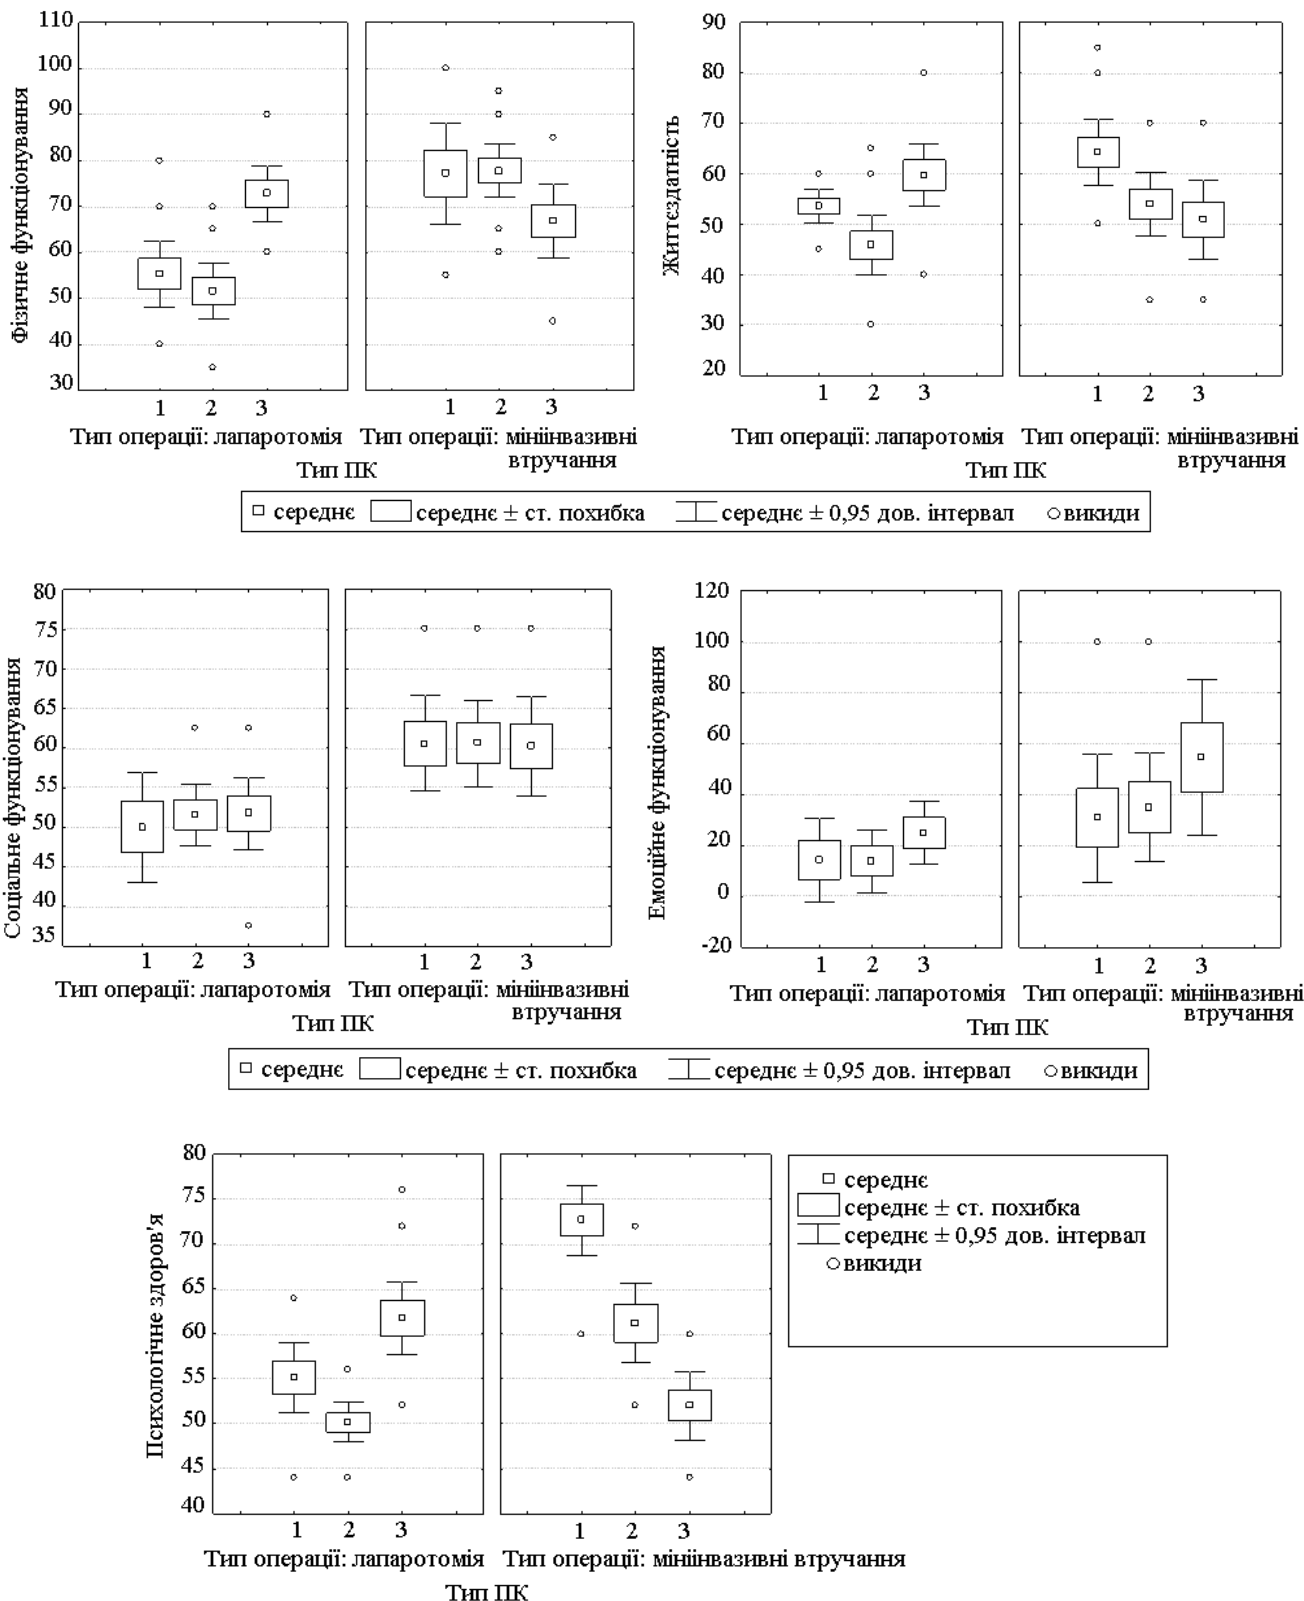 Фізичне функціонування
110
100
90
80
70
60
50
40
30
1 2 3 1 2 3
Тип операції: лапаротомія Тип операції: мініінвазивні
втручання
Тип ПК
Життєздатність
90
80
70
60
50
40
30
20
1 2 3 1 2 3
Тип операції: лапаротомія Тип операції: мініінвазивні
втручання
Тип ПК
середнє середнє ± ст. похибка середнє ± 0,95 дов. інтервал викиди
Соціальне функціонування
80
75
70
65
60
55
50
45
40
35
1 2 3 1 2 3
Тип операції: лапаротомія Тип операції: мініінвазивні
втручання
Тип ПК
Емоційне функціонування
120
100
80
60
40
20
0
-20
1 2 3 1 2 3
Тип операції: лапаротомія Тип операції: мініінвазивні
втручання
Тип ПК
середнє середнє ± ст. похибка середнє ± 0,95 дов. інтервал викиди
Психологічне здоров'я
80
75
70
65
60
55
50
45
40
1 2 3 1 2 3
Тип операції: лапаротомія Тип операції: мініінвазивні втручання
Тип ПК
середнє
середнє ± ст. похибка
середнє ± 0,95 дов. інтервал
викиди